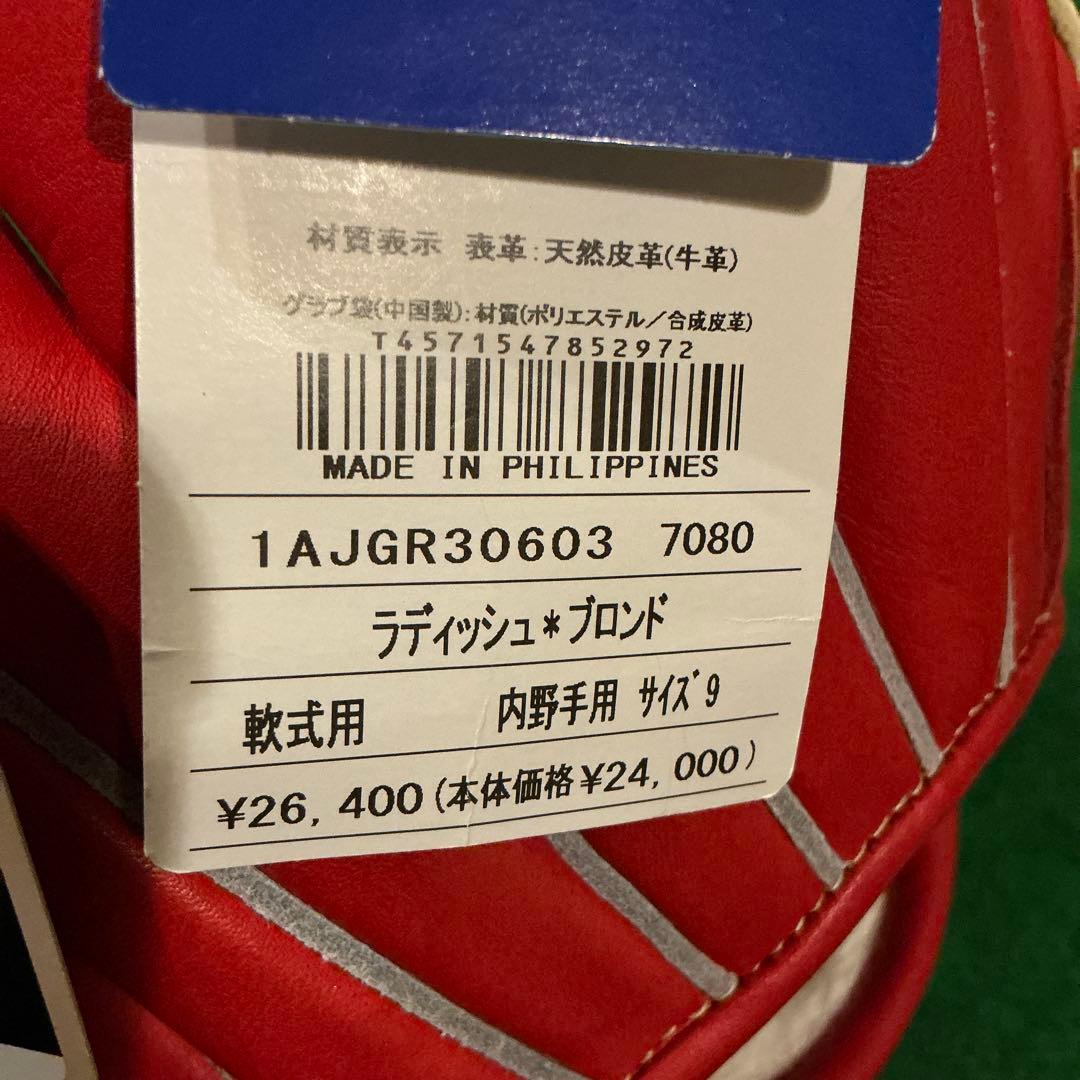 材質表示 表革:天然皮革(牛革)
グラブ袋(中国製):材質(ポリエステル/合成皮革)
T4571547852972
MADE IN PHILIPPINES
1AJGR30603 7080
ラディッシュ*ブロンド
軟式用 内野手用 サイズ9
¥26,400(本体価格¥24,000)